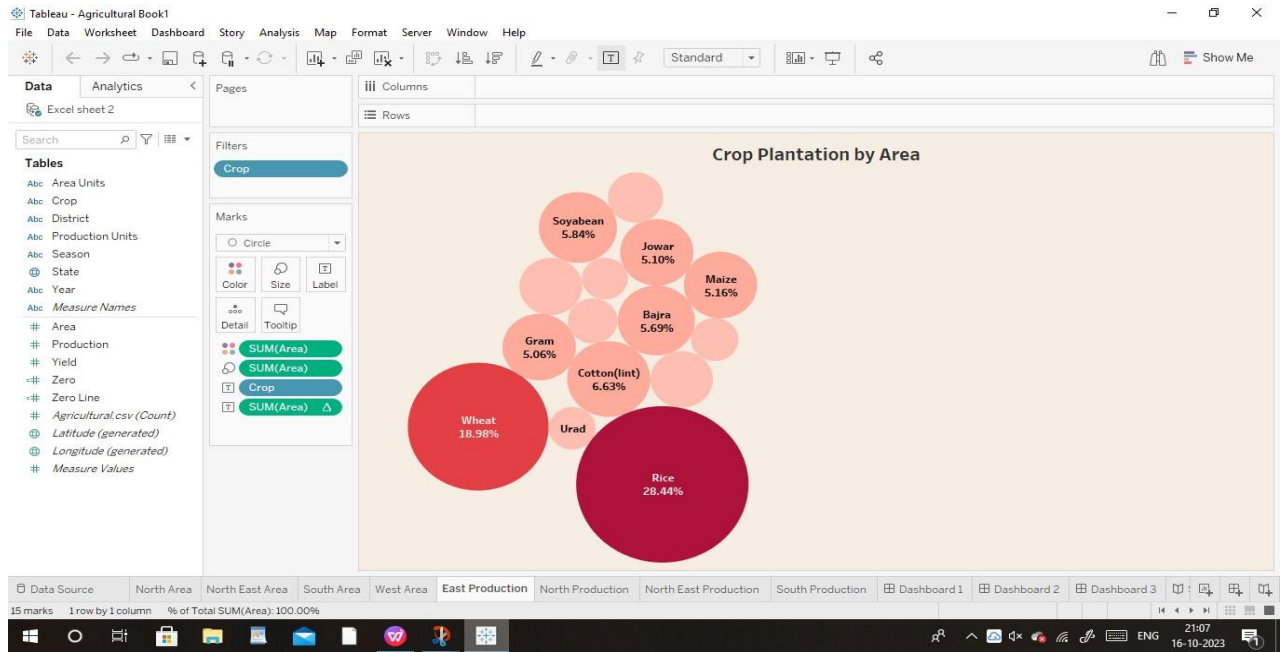 Tableau - Agricultural Book1
File Data Worksheet Dashboard Story Analysis Map Format Server Window Help
Standard
Show Me
Data Analytics
Excel sheet 2
Search
Tables
Abc Area Units
Abc Crop
Abc District
Abc Production Units
Abc Season
State
Abc Year
Abc Measure Names
# Area
# Production
# Yield
=# Zero
=# Zero Line
# Agricultural.csv (Count)
Latitude (generated)
Longitude (generated)
# Measure Values
Pages
Filters
Crop
Marks
Circle
Color Size Label
Detail Tooltip
SUM(Area)
SUM(Area)
Crop
SUM(Area) Δ
iii Columns
Rows
Crop Plantation by Area
Soyabean
5.84%
Jowar
5.10%
Maize
5.16%
Bajra
5.69%
Gram
5.06%
Cotton(lint)
6.63%
Wheat
18.98%
Urad
Rice
28.44%
Data Source North Area North East Area South Area West Area East Production North Production North East Production South Production Dashboard 1 Dashboard 2 Dashboard 3
15 marks 1 row by 1 column % of Total SUM(Area): 100.00%
ENG
21:07
16-10-2023